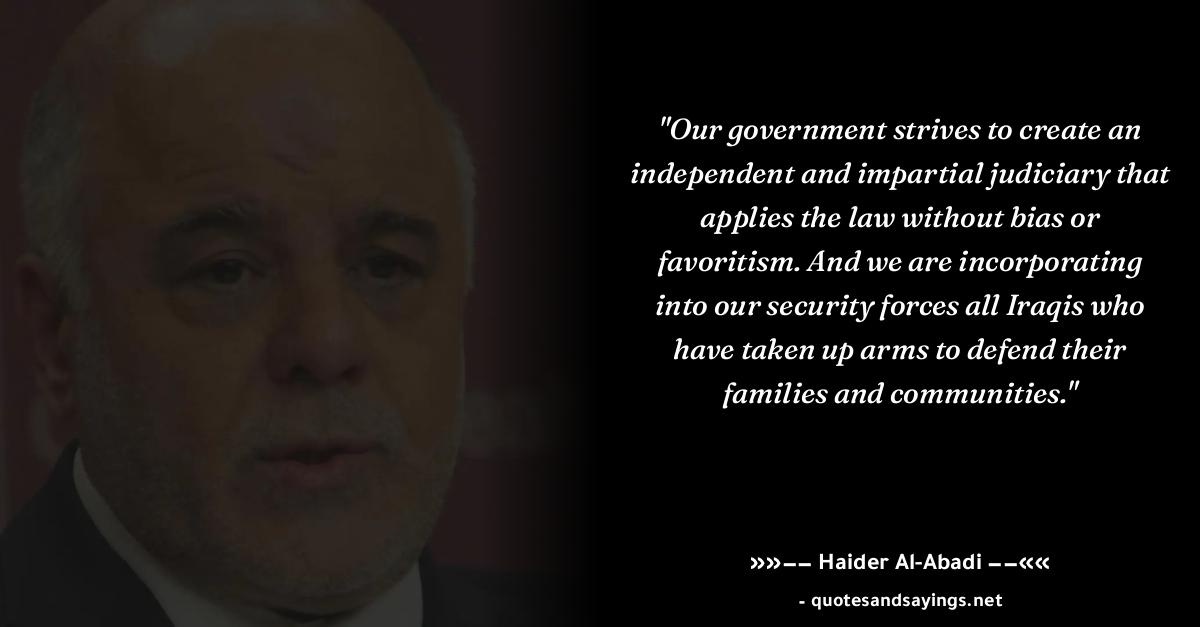 "Our government strives to create an
independent and impartial judiciary that
applies the law without bias or
favoritism. And we are incorporating
into our security forces all Iraqis who
have taken up arms to defend their
families and communities."
»»−− Haider Al-Abadi −−««
- quotesandsayings.net